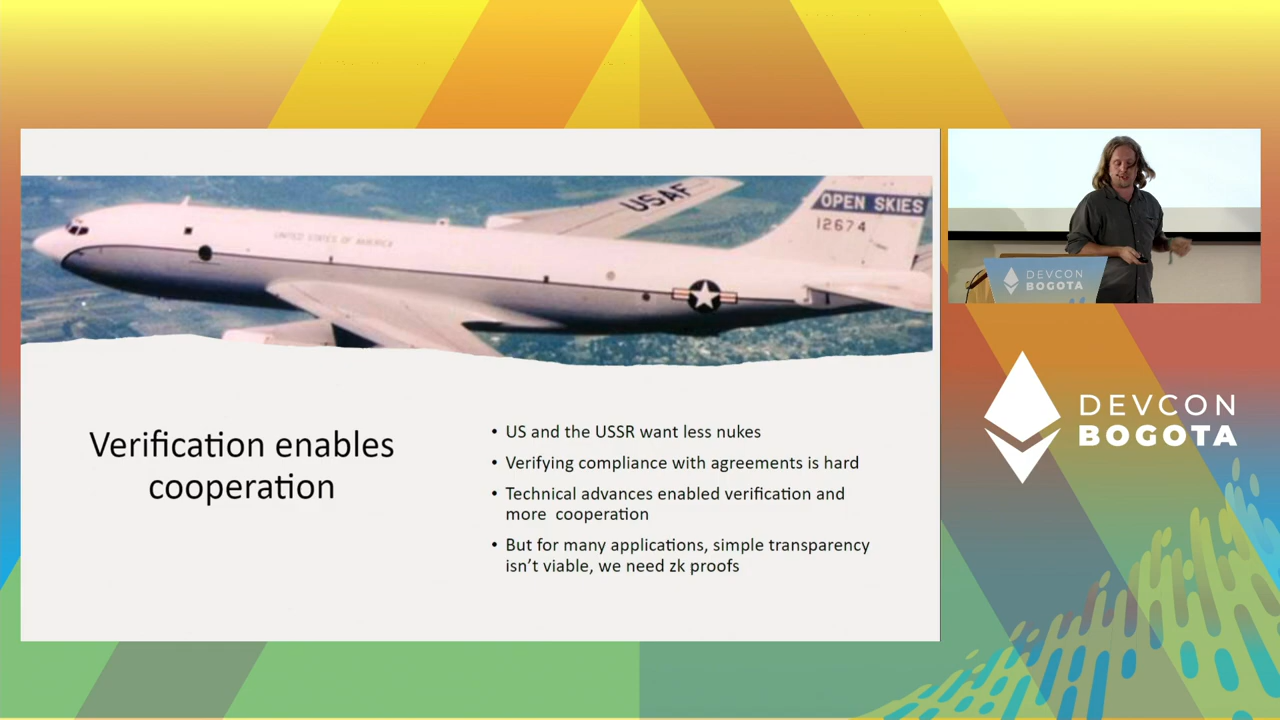 USAF
OPEN SKIES
12674
UNITED STATES OF AMERICA
Verification enables
cooperation
• US and the USSR want less nukes
• Verifying compliance with agreements is hard
• Technical advances enabled verification and
more cooperation
• But for many applications, simple transparency
isn't viable, we need zk proofs
DEVCON
BOGOTA
DEVCON
BOGOTA